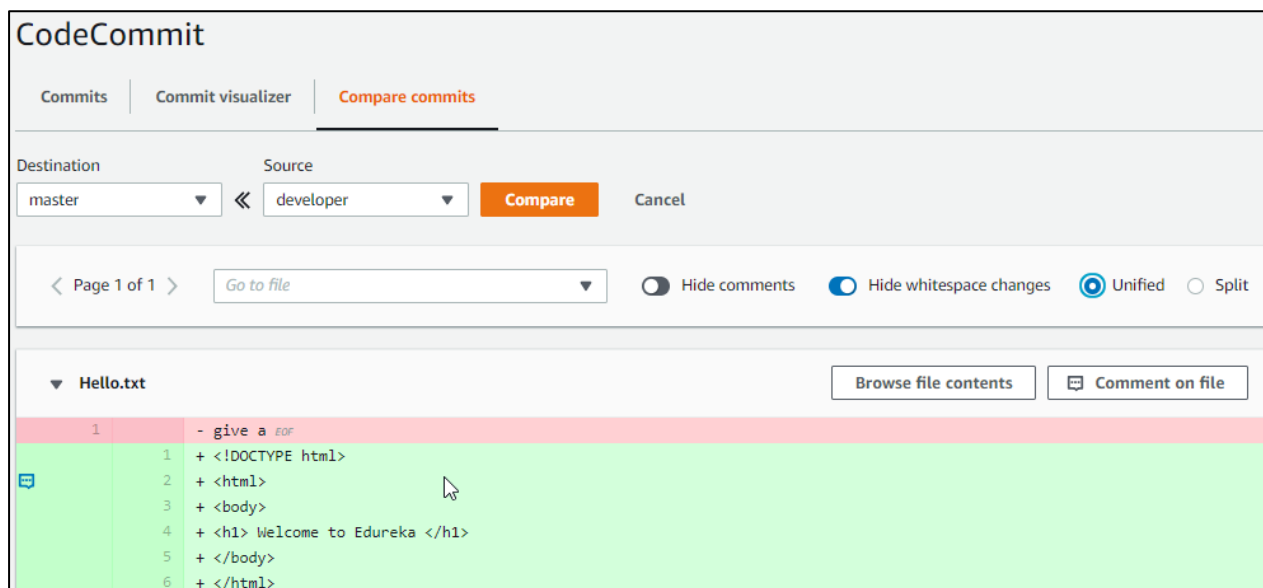 CodeCommit
Commits Commit visualizer Compare commits
Destination Source
master developer Compare Cancel
Page 1 of 1 Go to file Hide comments Hide whitespace changes Unified Split
Hello.txt Browse file contents Comment on file
1 - give a EOF
1 + <!DOCTYPE html>
2 + <html>
3 + <body>
4 + <h1> Welcome to Edureka </h1>
5 + </body>
6 + </html>